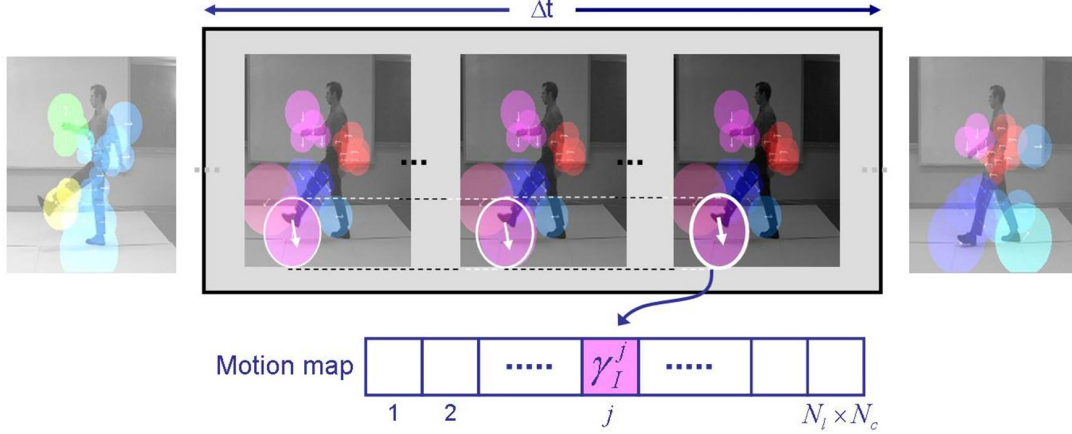 Δt
... ...
... ...
Motion map ..... γ_I^j .....
1 2 j N_l × N_c